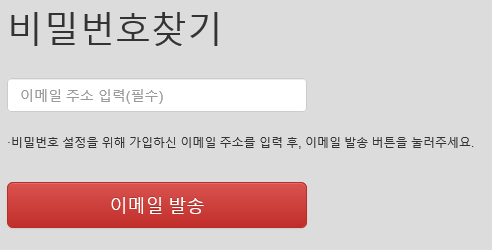 비밀번호찾기
이메일 주소 입력(필수)
·비밀번호 설정을 위해 가입하신 이메일 주소를 입력 후, 이메일 발송 버튼을 눌러주세요.
이메일 발송